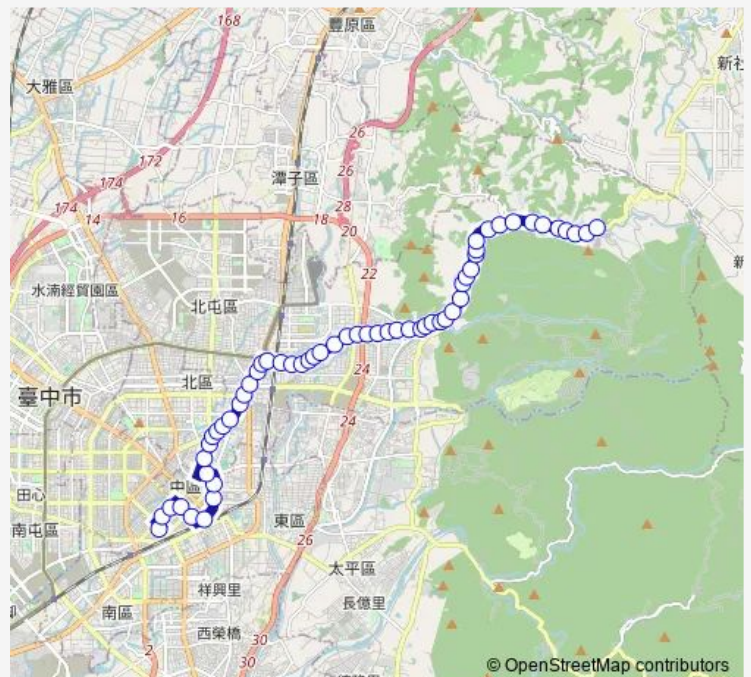 168
豐原區
新社
大雅區
26
172
26
174
潭子區
28
174
14
16
18
20
22
水湳經貿園區
新
北屯區
24
北區
臺中市
24
中區
田心
東區
南屯區
26
太平區
祥興里
長億里
南區
西榮橋
30
2
30
© OpenStreetMap contributors